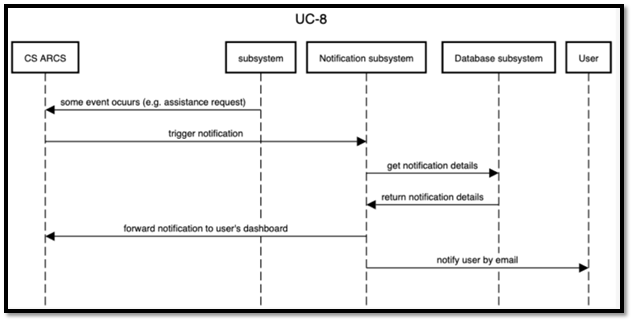 UC-8
CS ARCS
subsystem
Notification subsystem
Database subsystem
User
some event ocuurs (e.g. assistance request)
trigger notification
get notification details
return notification details
forward notification to user's dashboard
notify user by email